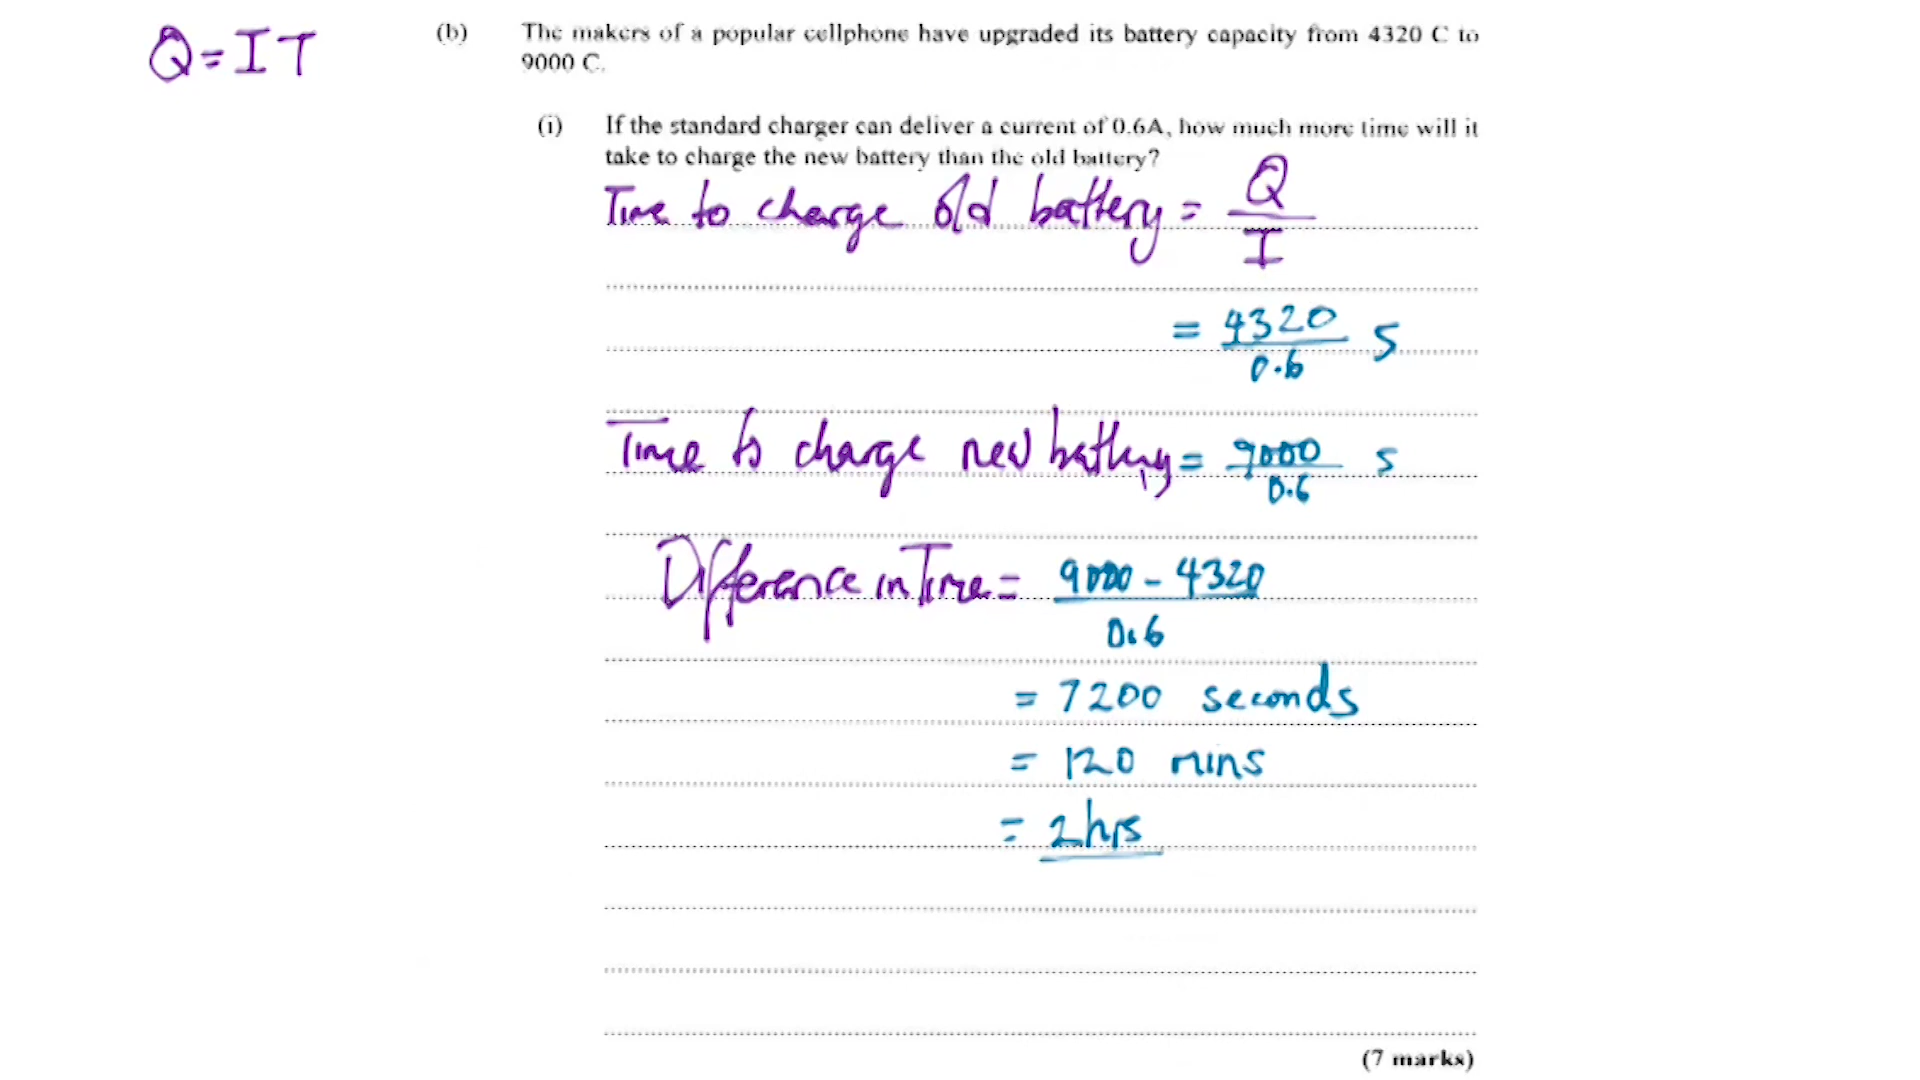 Q = IT
(b) The makers of a popular cellphone have upgraded its battery capacity from 4320 C to
9000 C.
(i) If the standard charger can deliver a current of 0.6A, how much more time will it
take to charge the new battery than the old battery?
Time to charge old battery = Q/I
= 4320/0.6 s
Time to charge new battery = 9000/0.6 s
Difference in Time = 9000 - 4320
0.6
= 7200 seconds
= 120 mins
= 2 hrs
(7 marks)